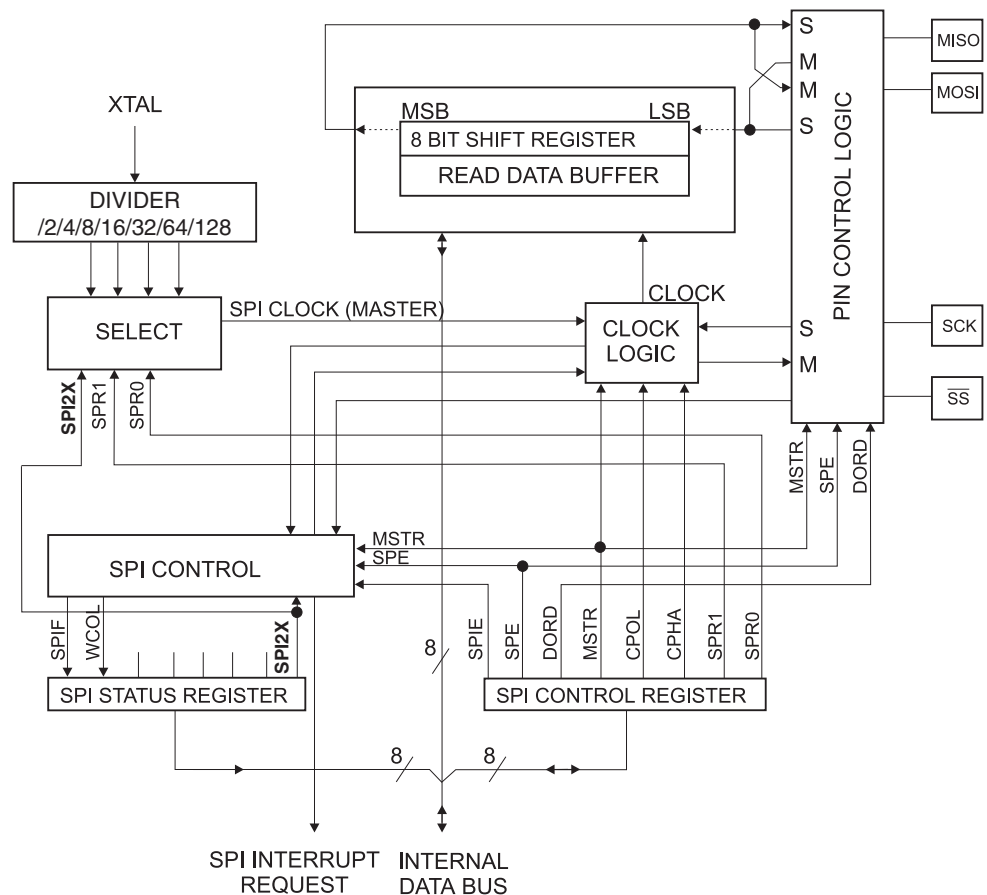 S
MISO
M
M
MOSI
S
XTAL
MSB
LSB
8 BIT SHIFT REGISTER
READ DATA BUFFER
PIN CONTROL LOGIC
DIVIDER
/2/4/8/16/32/64/128
SPI CLOCK (MASTER)
CLOCK
SELECT
CLOCK
LOGIC
S
M
SCK
SS
SPI2X
SPR1
SPR0
MSTR
SPE
DORD
MSTR
SPE
SPI CONTROL
SPIF
WCOL
SPI2X
8
SPIE
SPE
DORD
MSTR
CPOL
CPHA
SPR1
SPR0
SPI STATUS REGISTER
SPI CONTROL REGISTER
8
8
SPI INTERRUPT
REQUEST
INTERNAL
DATA BUS